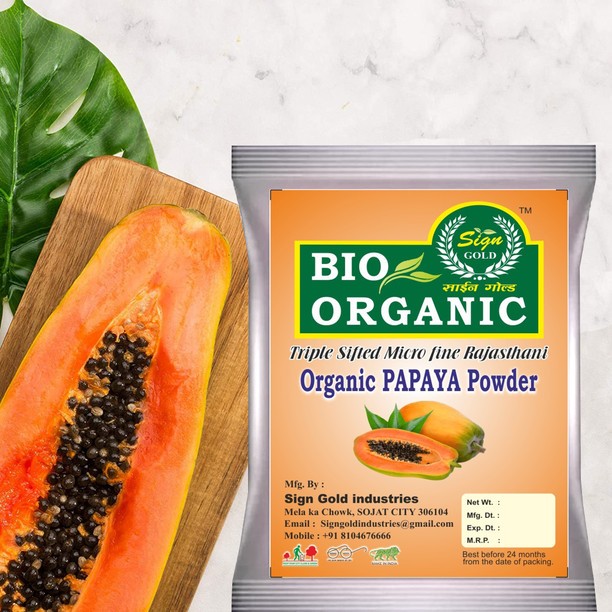 Sign
GOLD
TM
साईन गोल्ड
BIO
ORGANIC
Triple Sifted Micro fine Rajasthani
Organic PAPAYA Powder
Mfg. By :
Sign Gold industries
Mela ka Chowk, SOJAT CITY 306104
Email : Signgoldindustries@gmail.com
Mobile : +91 8104676666
Net Wt. :
Mfg. Dt. :
Exp. Dt. :
M.R.P. :
Best before 24 months
from the date of packing.